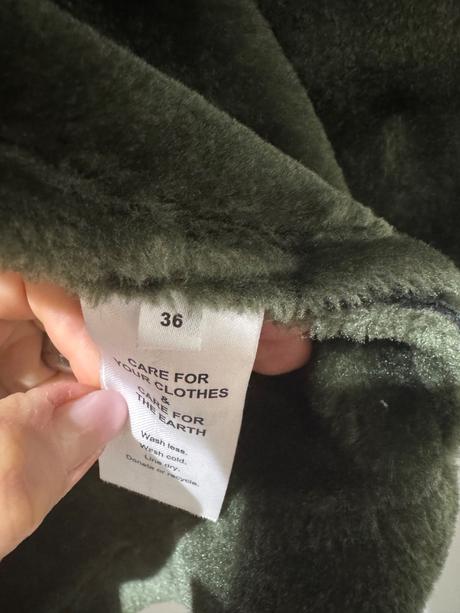 36
CARE FOR
YOUR CLOTHES
&
CARE FOR
THE EARTH
Wash less.
Wash cold.
Line dry.
Donate or recycle.